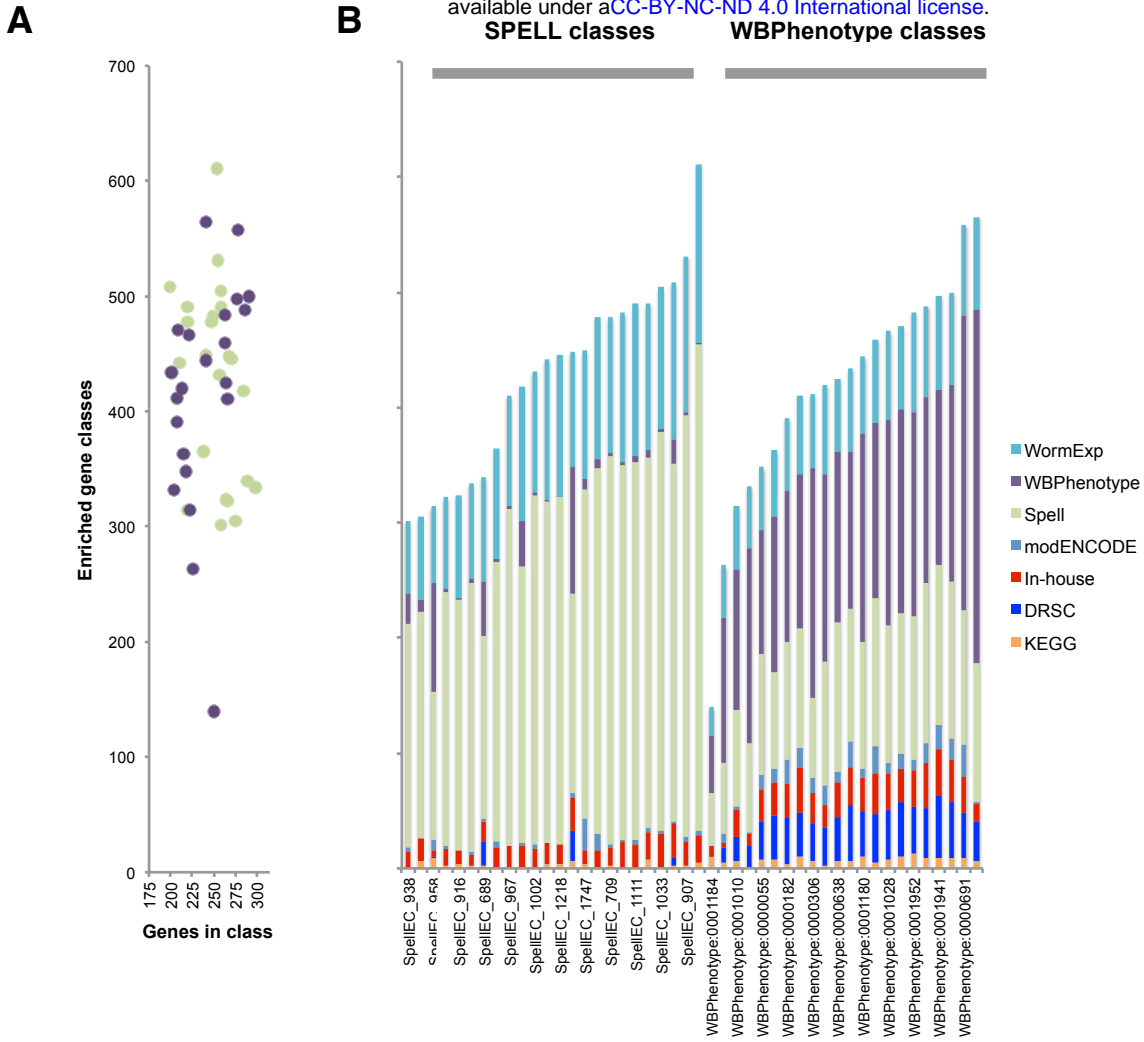 available under aCC-BY-NC-ND 4.0 International license.
A
B
SPELL classes
WBPhenotype classes
700
600
500
400
300
200
100
0
Enriched gene classes
175
200
225
250
275
300
Genes in class
SpellEC_938
SpellEC_958
SpellEC_916
SpellEC_689
SpellEC_967
SpellEC_1002
SpellEC_1218
SpellEC_1747
SpellEC_709
SpellEC_1111
SpellEC_1033
SpellEC_907
WBPhenotype:0001184
WBPhenotype:0001010
WBPhenotype:0000055
WBPhenotype:0000182
WBPhenotype:0000306
WBPhenotype:0000638
WBPhenotype:0001180
WBPhenotype:0001028
WBPhenotype:0001952
WBPhenotype:0001941
WBPhenotype:0000691
WormExp
WBPhenotype
Spell
modENCODE
In-house
DRSC
KEGG